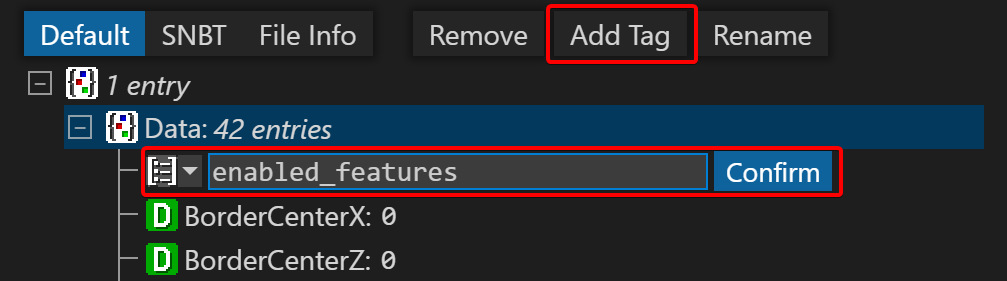 Default SNBT File Info Remove Add Tag Rename
1 entry
Data: 42 entries
enabled_features Confirm
D BorderCenterX: 0
D BorderCenterZ: 0